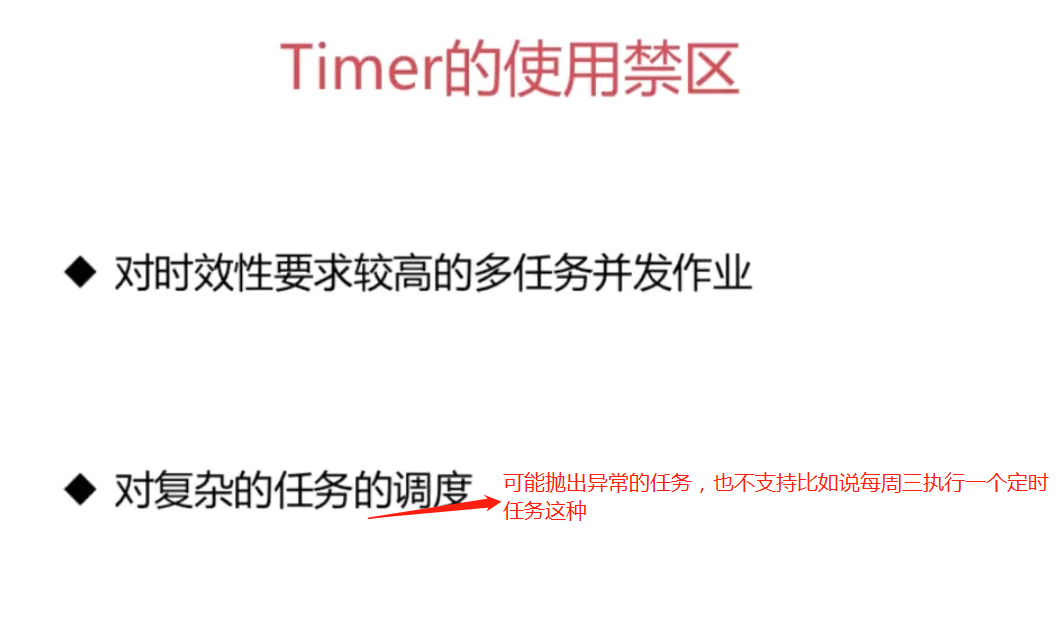 Timer的使用禁区
◆ 对时效性要求较高的多任务并发作业
◆ 对复杂的任务的调度
可能抛出异常的任务，也不支持比如说每周三执行一个定时
任务这种